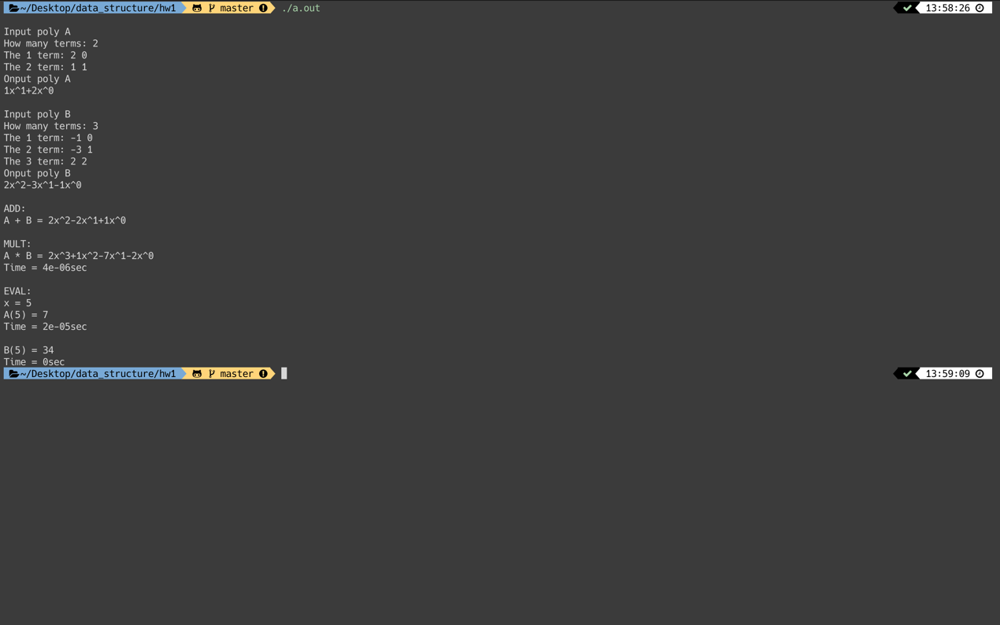 ~/Desktop/data_structure/hw1 master ./a.out 13:58:26
Input poly A
How many terms: 2
The 1 term: 2 0
The 2 term: 1 1
Onput poly A
1x^1+2x^0
Input poly B
How many terms: 3
The 1 term: -1 0
The 2 term: -3 1
The 3 term: 2 2
Onput poly B
2x^2-3x^1-1x^0
ADD:
A + B = 2x^2-2x^1+1x^0
MULT:
A * B = 2x^3+1x^2-7x^1-2x^0
Time = 4e-06sec
EVAL:
x = 5
A(5) = 7
Time = 2e-05sec
B(5) = 34
Time = 0sec
~/Desktop/data_structure/hw1 master 13:59:09